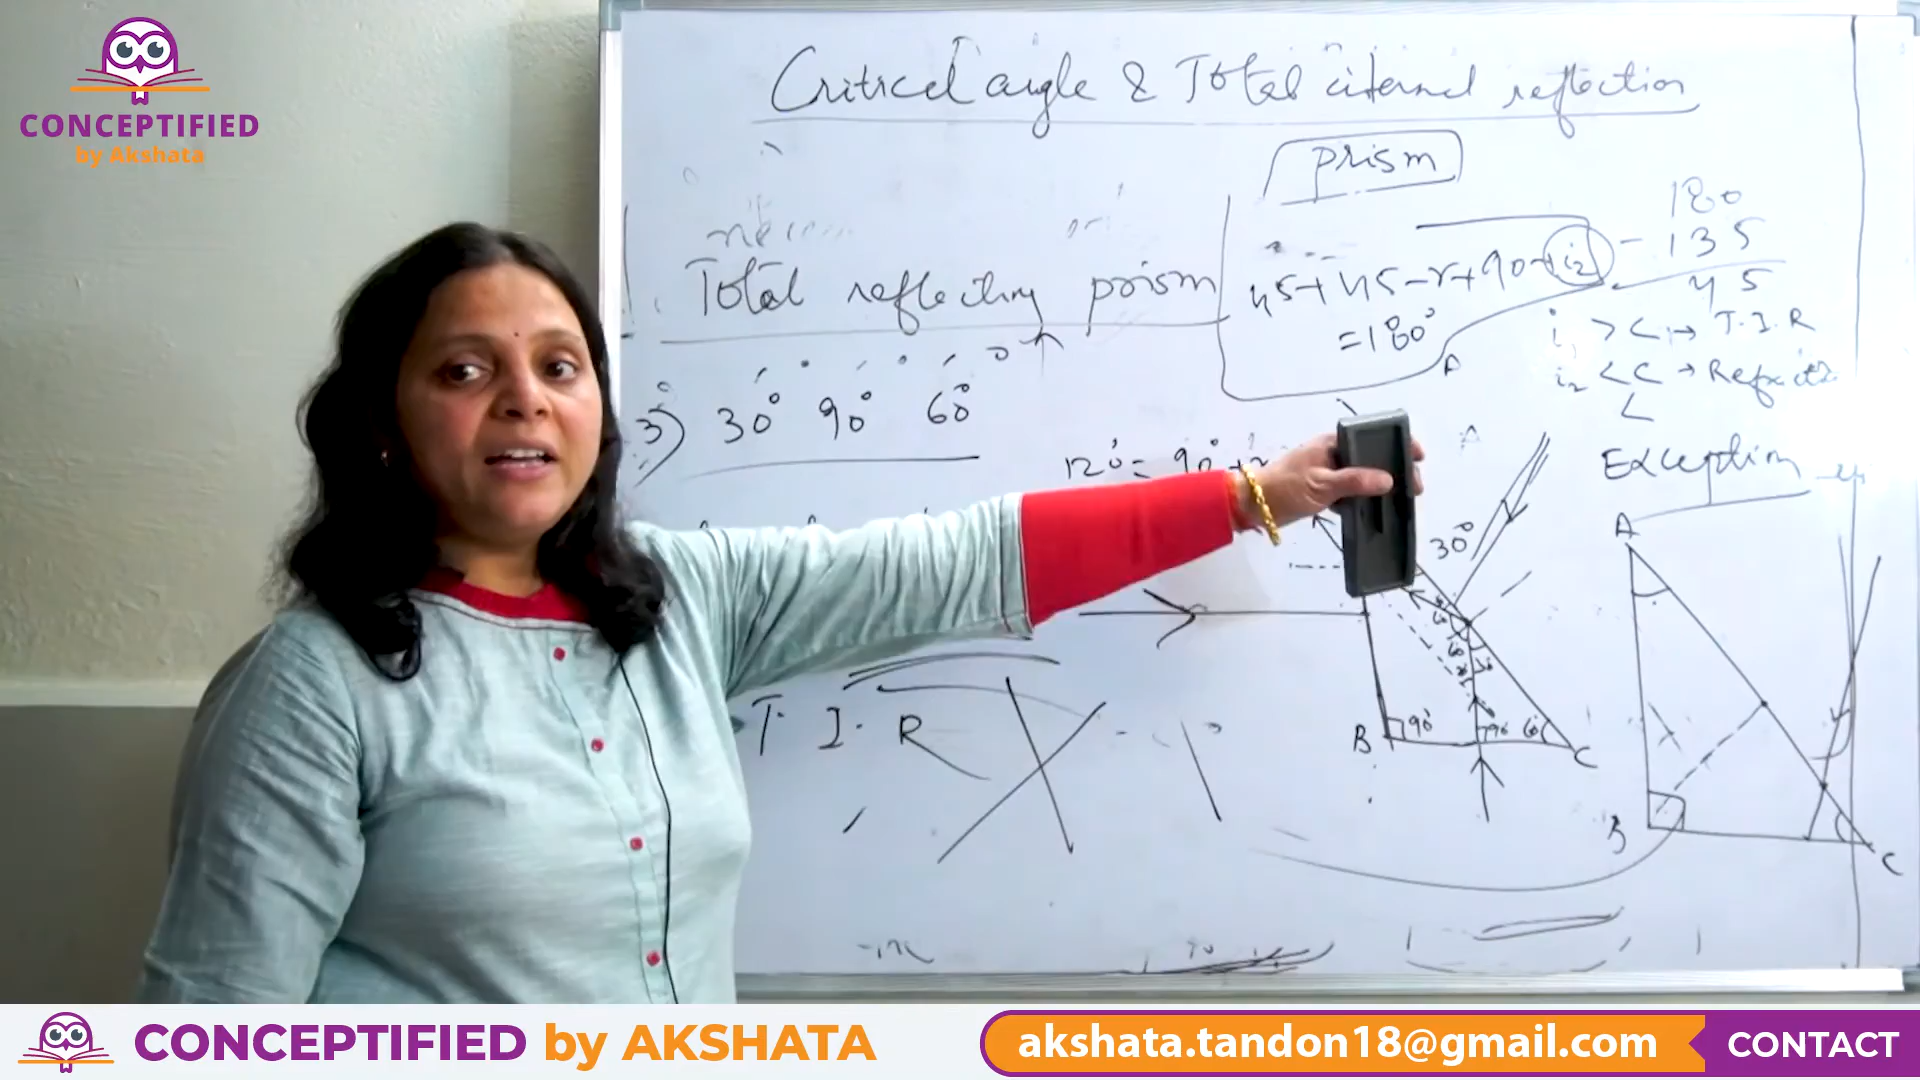 CONCEPTIFIED
by Akshata
Critical angle & Total internal reflection
prism
Total reflecting prism
45+45-r+90+i2
=180°
180
-135
45
i1 > C → T.I.R
i2 < C →
<
3) 30° 90° 60°
120° = 90° +
Exception
A
30°
A
A
B
90°
90
60°
C
B
C
T. I. R
CONCEPTIFIED by AKSHATA
akshata.tandon18@gmail.com
CONTACT